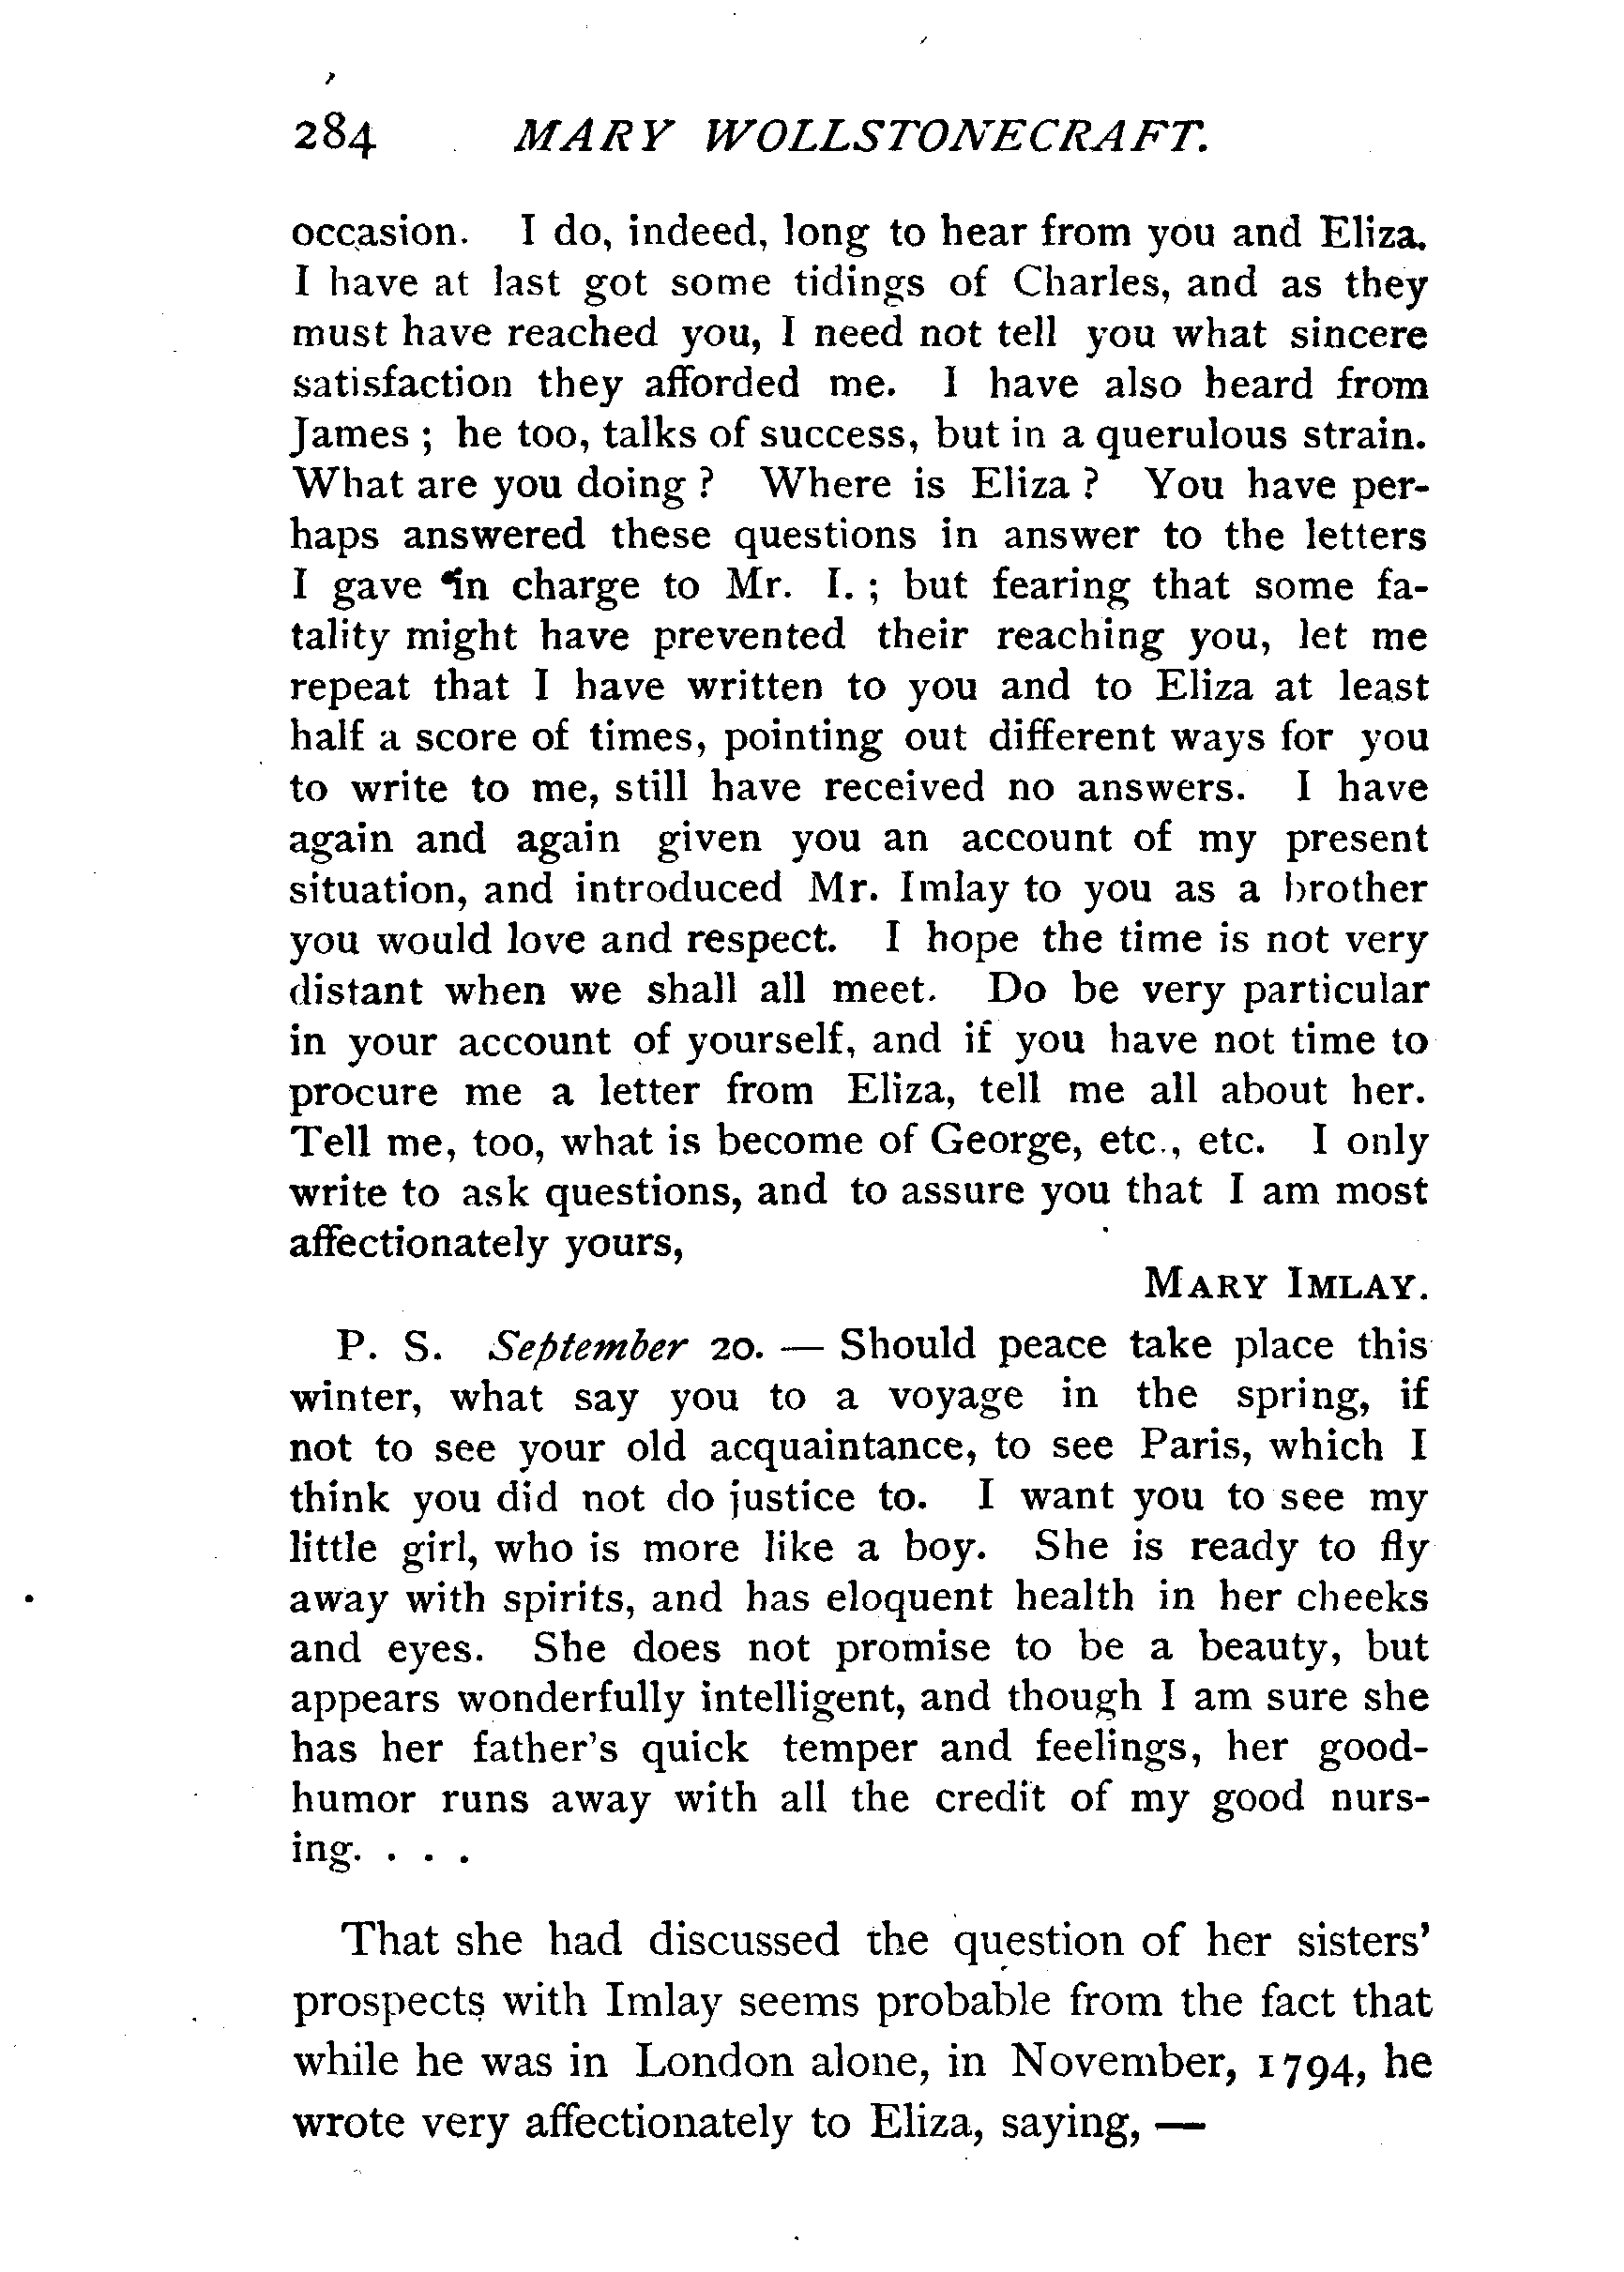 284 MARY WOLLSTONECRAFT.
occasion. I do, indeed, long to hear from you and Eliza.
I have at last got some tidings of Charles, and as they
must have reached you, I need not tell you what sincere
satisfaction they afforded me. I have also heard from
James ; he too, talks of success, but in a querulous strain.
What are you doing ? Where is Eliza ? You have per-
haps answered these questions in answer to the letters
I gave in charge to Mr. I. ; but fearing that some fa-
tality might have prevented their reaching you, let me
repeat that I have written to you and to Eliza at least
half a score of times, pointing out different ways for you
to write to me, still have received no answers. I have
again and again given you an account of my present
situation, and introduced Mr. Imlay to you as a brother
you would love and respect. I hope the time is not very
distant when we shall all meet. Do be very particular
in your account of yourself, and if you have not time to
procure me a letter from Eliza, tell me all about her.
Tell me, too, what is become of George, etc., etc. I only
write to ask questions, and to assure you that I am most
affectionately yours,
MARY IMLAY.
P. S. September 20. — Should peace take place this
winter, what say you to a voyage in the spring, if
not to see your old acquaintance, to see Paris, which I
think you did not do justice to. I want you to see my
little girl, who is more like a boy. She is ready to fly
away with spirits, and has eloquent health in her cheeks
and eyes. She does not promise to be a beauty, but
appears wonderfully intelligent, and though I am sure she
has her father's quick temper and feelings, her good-
humor runs away with all the credit of my good nurs-
ing. . . .
That she had discussed the question of her sisters'
prospects with Imlay seems probable from the fact that
while he was in London alone, in November, 1794, he
wrote very affectionately to Eliza, saying, —